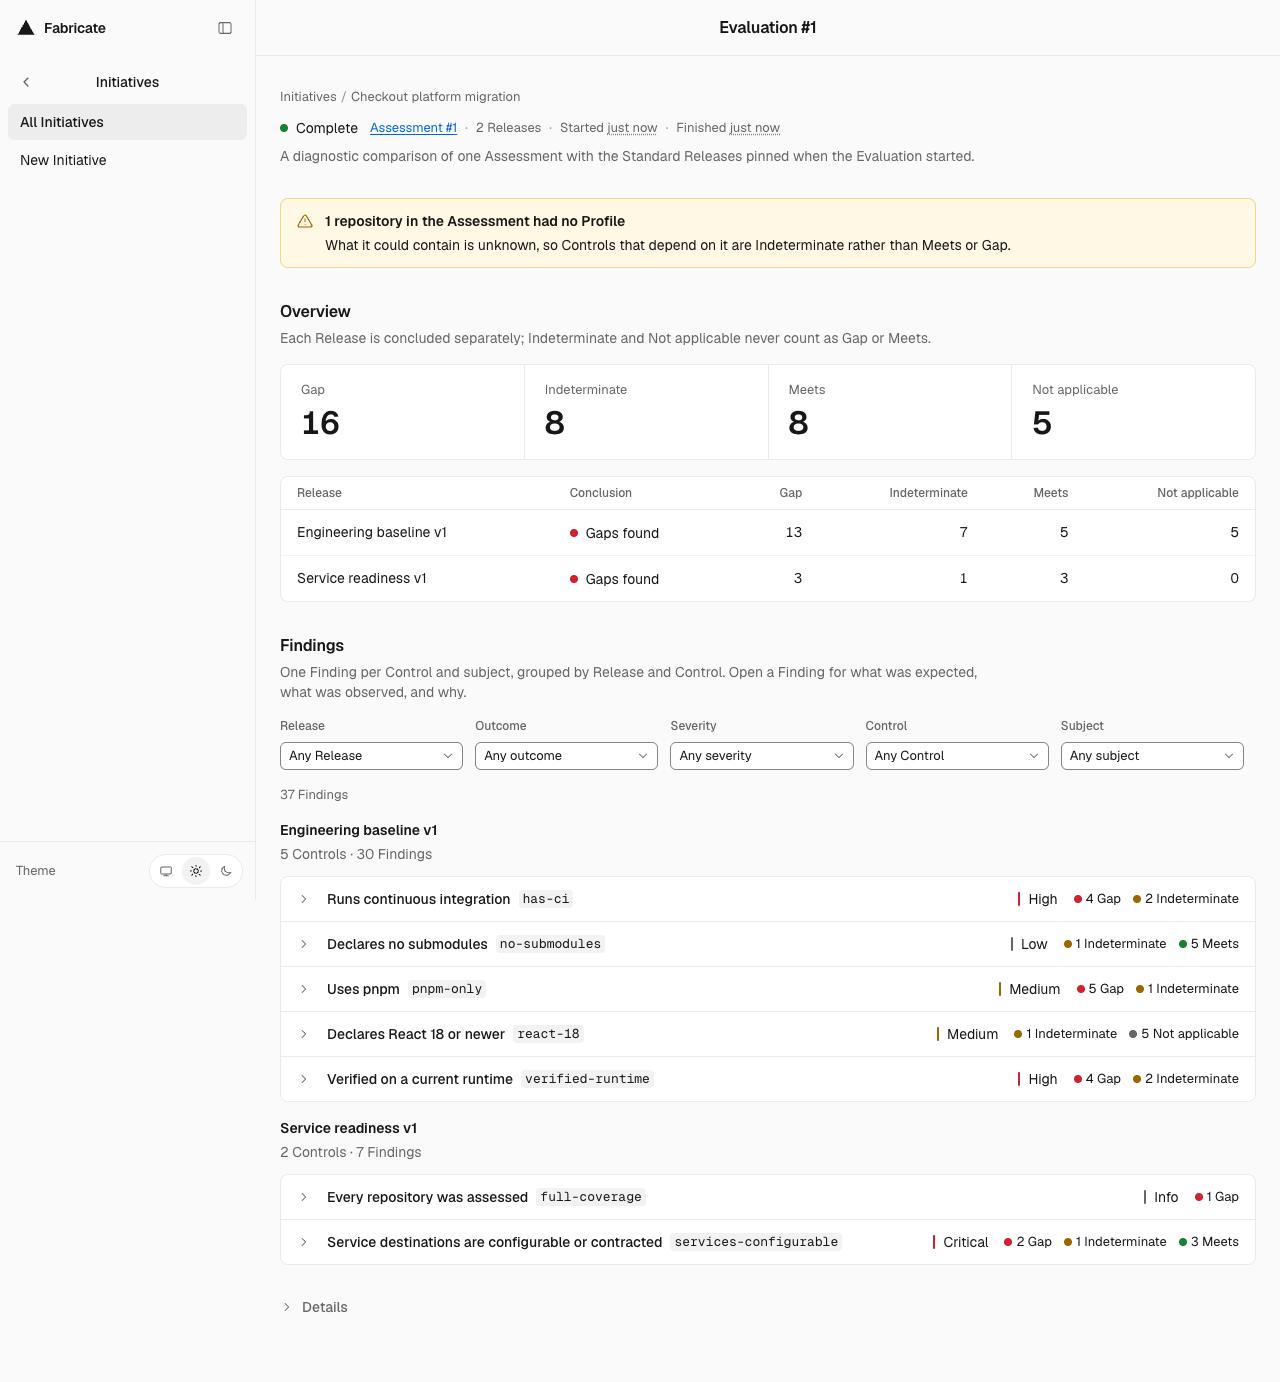 Fabricate
Evaluation #1
Initiatives
All Initiatives
New Initiative
Initiatives / Checkout platform migration
Complete Assessment #1 · 2 Releases · Started just now · Finished just now
A diagnostic comparison of one Assessment with the Standard Releases pinned when the Evaluation started.
1 repository in the Assessment had no Profile
What it could contain is unknown, so Controls that depend on it are Indeterminate rather than Meets or Gap.
Overview
Each Release is concluded separately; Indeterminate and Not applicable never count as Gap or Meets.
Gap Indeterminate Meets Not applicable
16 8 8 5
Release Conclusion Gap Indeterminate Meets Not applicable
Engineering baseline v1 Gaps found 13 7 5 5
Service readiness v1 Gaps found 3 1 3 0
Findings
One Finding per Control and subject, grouped by Release and Control. Open a Finding for what was expected,
what was observed, and why.
Release Outcome Severity Control Subject
Any Release Any outcome Any severity Any Control Any subject
37 Findings
Engineering baseline v1
5 Controls · 30 Findings
Runs continuous integration has-ci High 4 Gap 2 Indeterminate
Declares no submodules no-submodules Low 1 Indeterminate 5 Meets
Uses pnpm pnpm-only Medium 5 Gap 1 Indeterminate
Declares React 18 or newer react-18 Medium 1 Indeterminate 5 Not applicable
Verified on a current runtime verified-runtime High 4 Gap 2 Indeterminate
Service readiness v1
2 Controls · 7 Findings
Every repository was assessed full-coverage Info 1 Gap
Service destinations are configurable or contracted services-configurable Critical 2 Gap 1 Indeterminate 3 Meets
Details
Theme